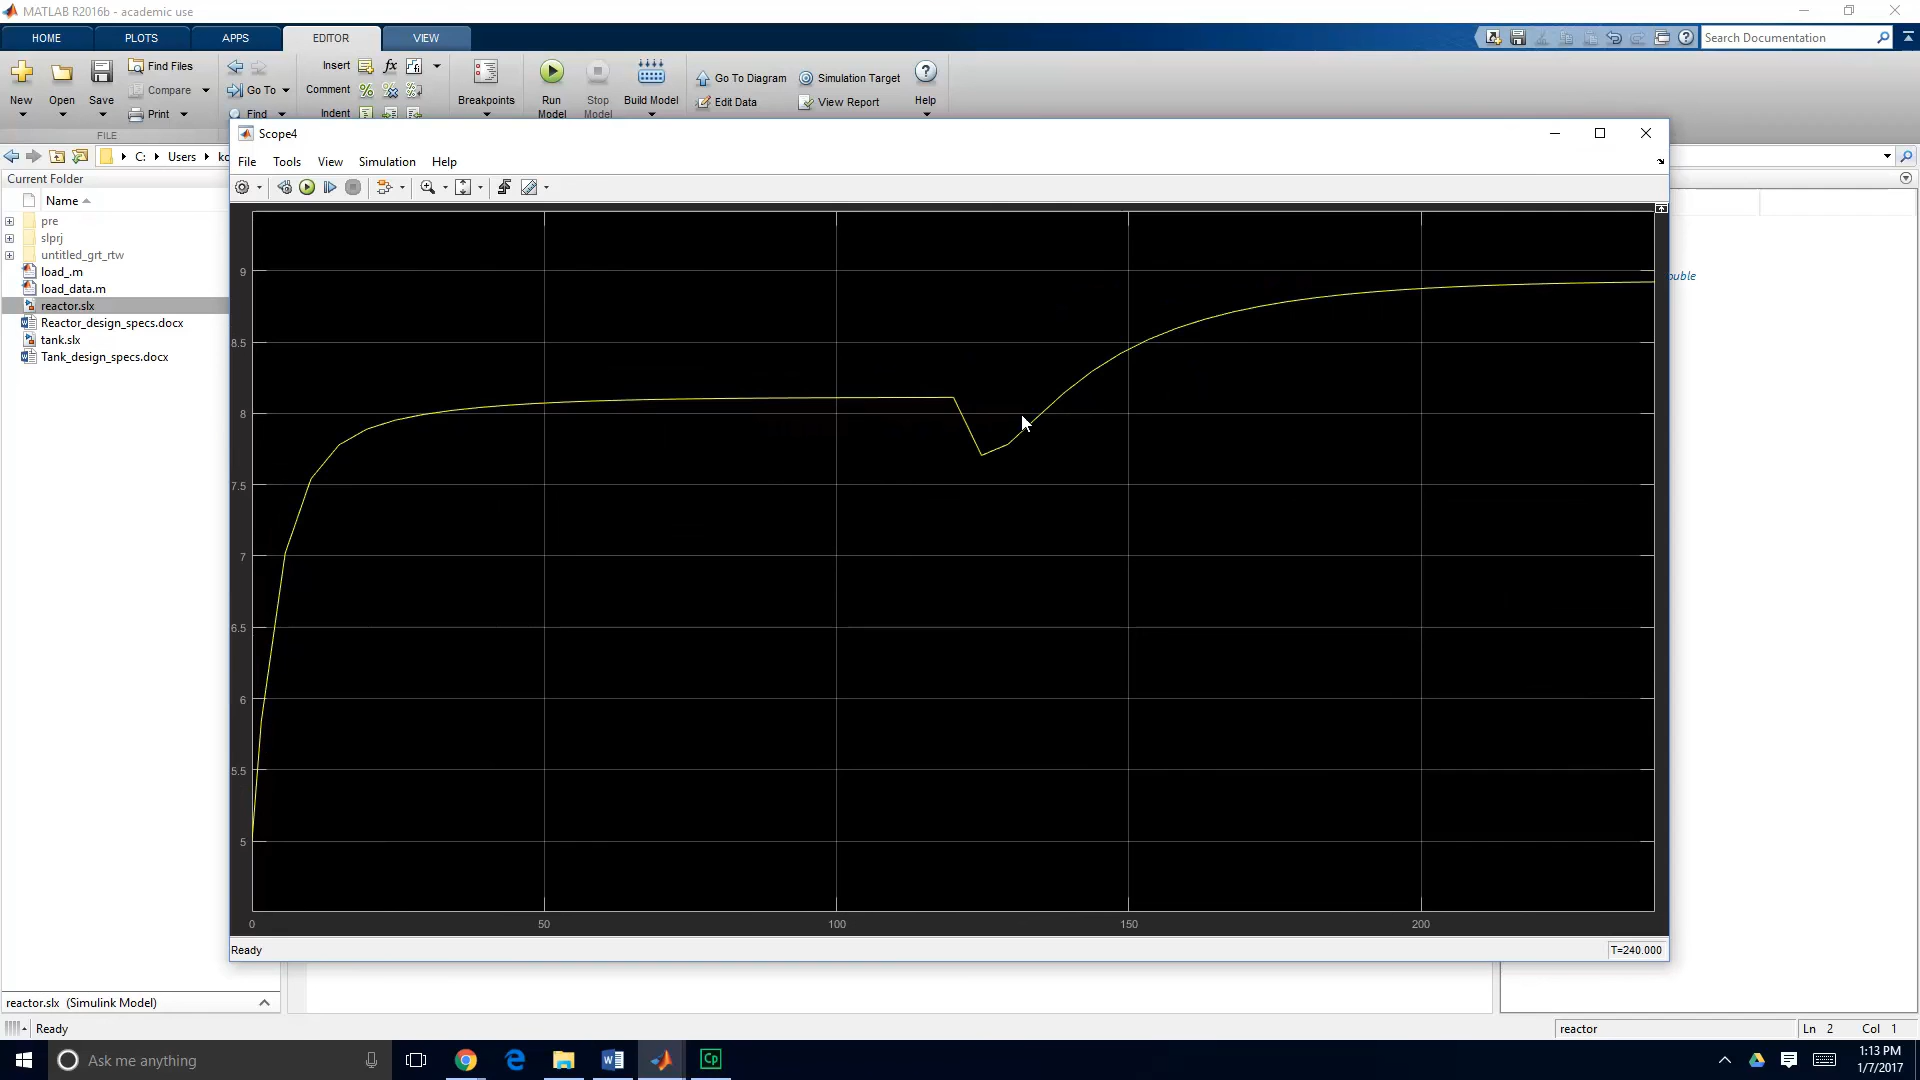 MATLAB R2016b - academic use
HOME PLOTS APPS EDITOR VIEW
Search Documentation
New Open Save Find Files Compare Print
Go To Find
Insert fx
Comment
Indent
Breakpoints
Run Model
Stop Model
Build Model
Go To Diagram Simulation Target
Edit Data View Report
Help
FILE
C: Users
Current Folder
Name
pre
slprj
untitled_grt_rtw
load_.m
load_data.m
reactor.slx
Reactor_design_specs.docx
tank.slx
Tank_design_specs.docx
Scope4
File Tools View Simulation Help
9
8.5
8
7.5
7
6.5
6
5.5
5
0 50 100 150 200
Ready T=240.000
reactor.slx (Simulink Model)
Ready reactor Ln 2 Col 1
Ask me anything
Cp
1:13 PM
1/7/2017